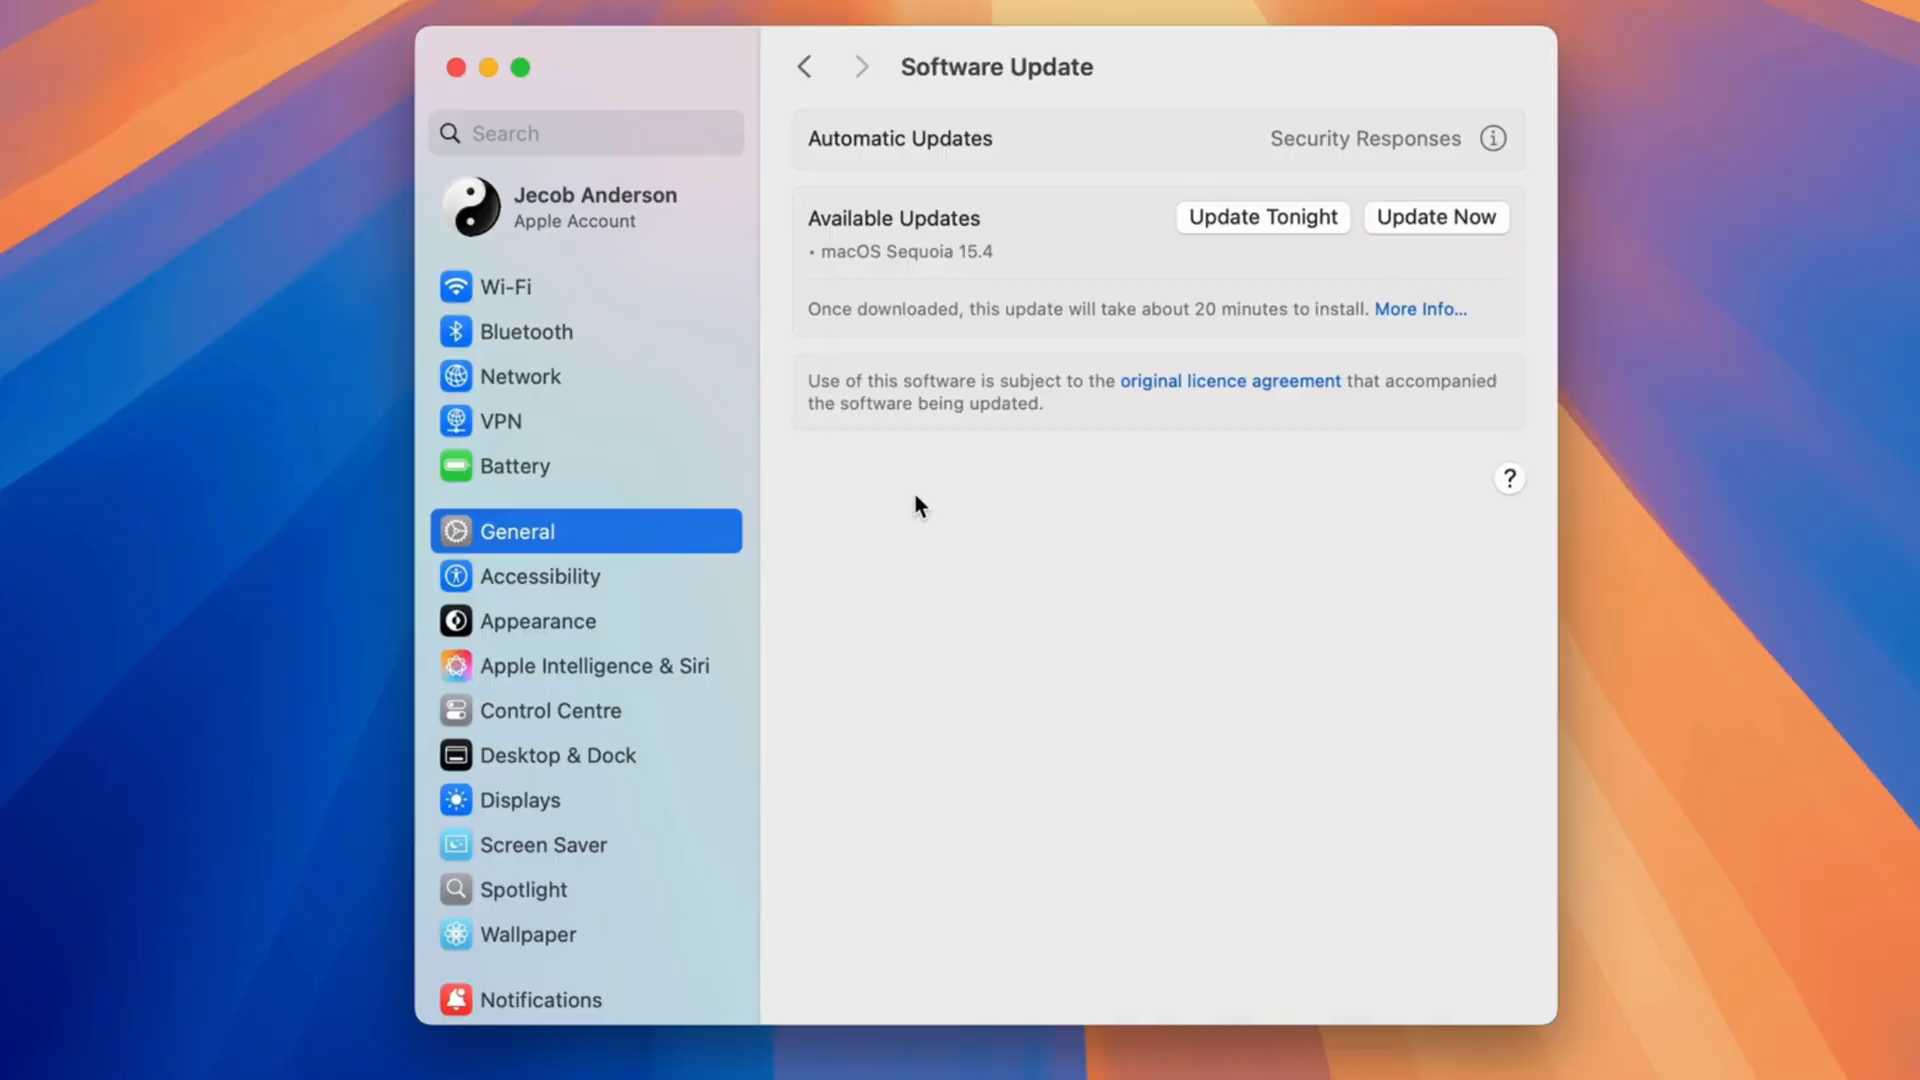 Search
Jecob Anderson
Apple Account
Wi-Fi
Bluetooth
Network
VPN
Battery
General
Accessibility
Appearance
Apple Intelligence & Siri
Control Centre
Desktop & Dock
Displays
Screen Saver
Spotlight
Wallpaper
Notifications
Software Update
Automatic Updates Security Responses
Available Updates Update Tonight Update Now
• macOS Sequoia 15.4
Once downloaded, this update will take about 20 minutes to install. More Info...
Use of this software is subject to the original licence agreement that accompanied
the software being updated.
?